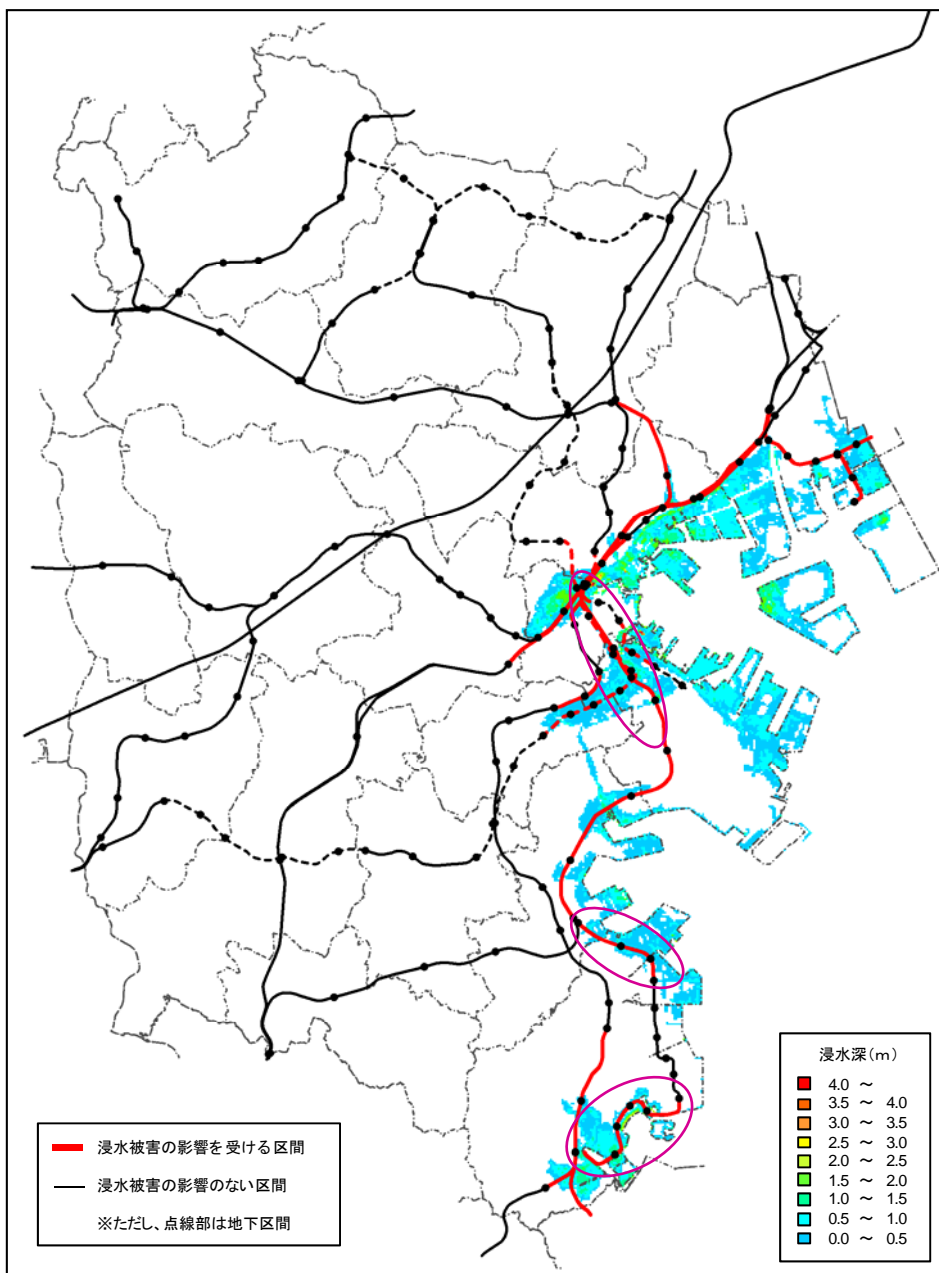 浸水被害の影響を受ける区間
浸水被害の影響のない区間
※ただし、点線部は地下区間
浸水深(m)
4.0 ～
3.5 ～ 4.0
3.0 ～ 3.5
2.5 ～ 3.0
2.0 ～ 2.5
1.5 ～ 2.0
1.0 ～ 1.5
0.5 ～ 1.0
0.0 ～ 0.5